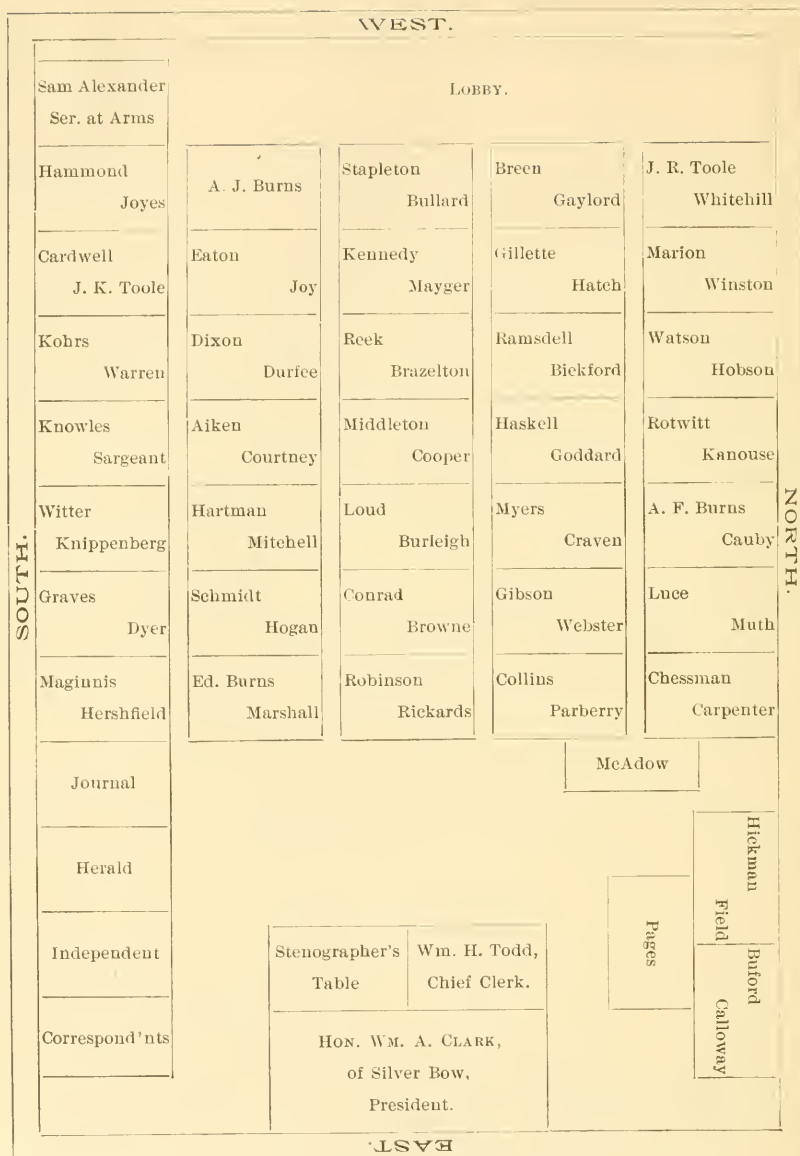 WEST.
LOBBY.
Sam Alexander
Ser. at Arms
Hammond
Joyes
Cardwell
J. K. Toole
Kohrs
Warren
Knowles
Sargeant
Witter
Knippenberg
Graves
Dyer
Maginnis
Hershfield
Journal
Herald
Independent
Correspond'nts
A. J. Burns
Eaton
Joy
Dixon
Durfee
Aiken
Courtney
Hartman
Mitchell
Schmidt
Hogan
Ed. Burns
Marshall
Stapleton
Bullard
Kennedy
Mayger
Reek
Brazelton
Middleton
Cooper
Loud
Burleigh
Conrad
Browne
Robinson
Rickards
Breen
Gaylord
Gillette
Hatch
Ramsdell
Bickford
Haskell
Goddard
Myers
Craven
Gibson
Webster
Collins
Parberry
J. R. Toole
Whitehill
Marion
Winston
Watson
Hobson
Rotwitt
Kanouse
A. F. Burns
Cauby
Luce
Muth
Chessman
Carpenter
McAdow
Hickman
Field
Buford
Callow­ay
Pages
Stenographer's
Table
Wm. H. Todd,
Chief Clerk.
HON. WM. A. CLARK,
of Silver Bow,
President.
SOUTH.
NORTH.
EAST.